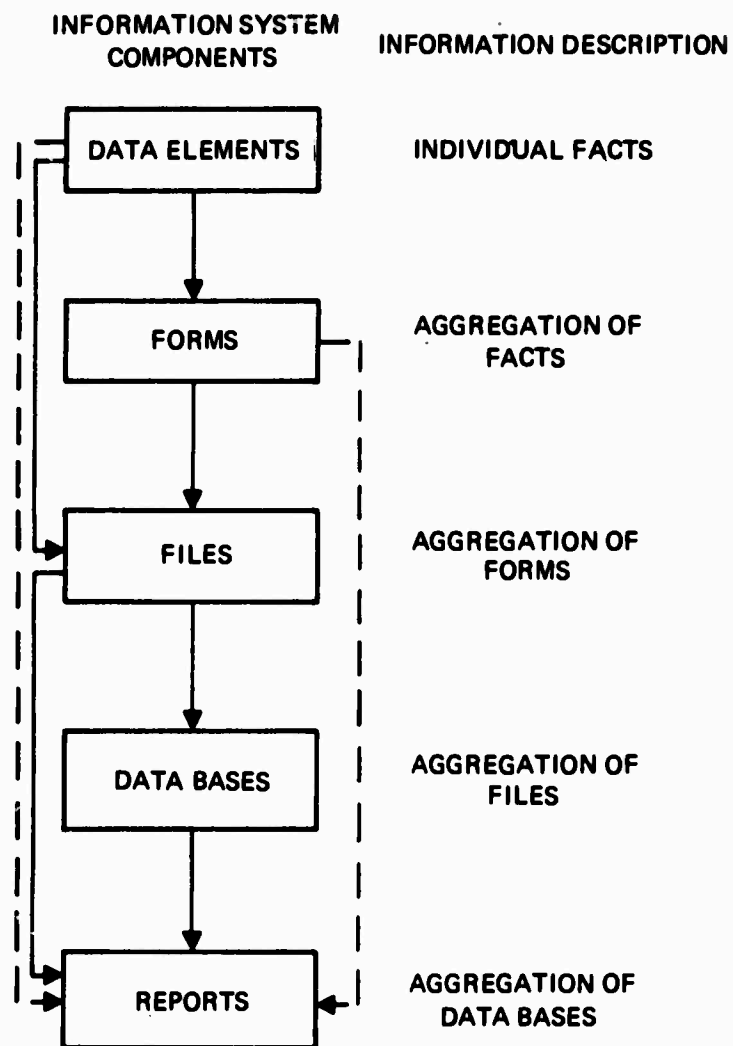 INFORMATION SYSTEM
COMPONENTS
INFORMATION DESCRIPTION
DATA ELEMENTS
INDIVIDUAL FACTS
FORMS
AGGREGATION OF
FACTS
FILES
AGGREGATION OF
FORMS
DATA BASES
AGGREGATION OF
FILES
REPORTS
AGGREGATION OF
DATA BASES